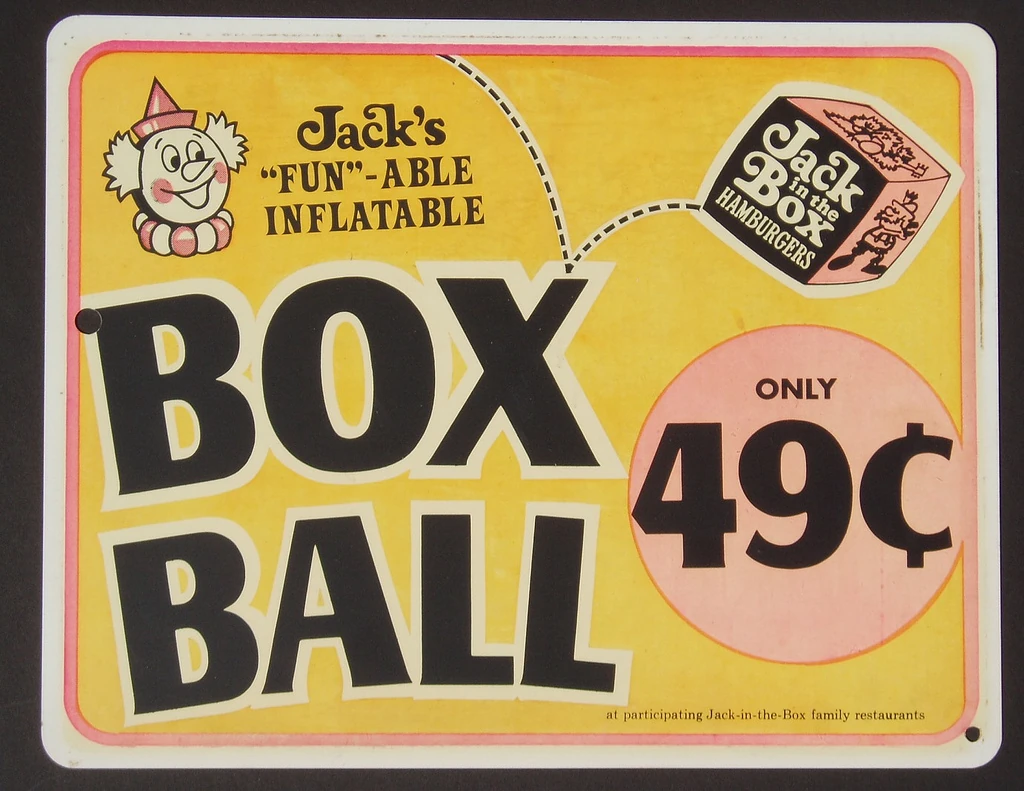 Jack's
"FUN"-ABLE
INFLATABLE
Jack
in the
Box
HAMBURGERS
BOX
BALL
ONLY
49¢
at participating Jack-in-the-Box family restaurants